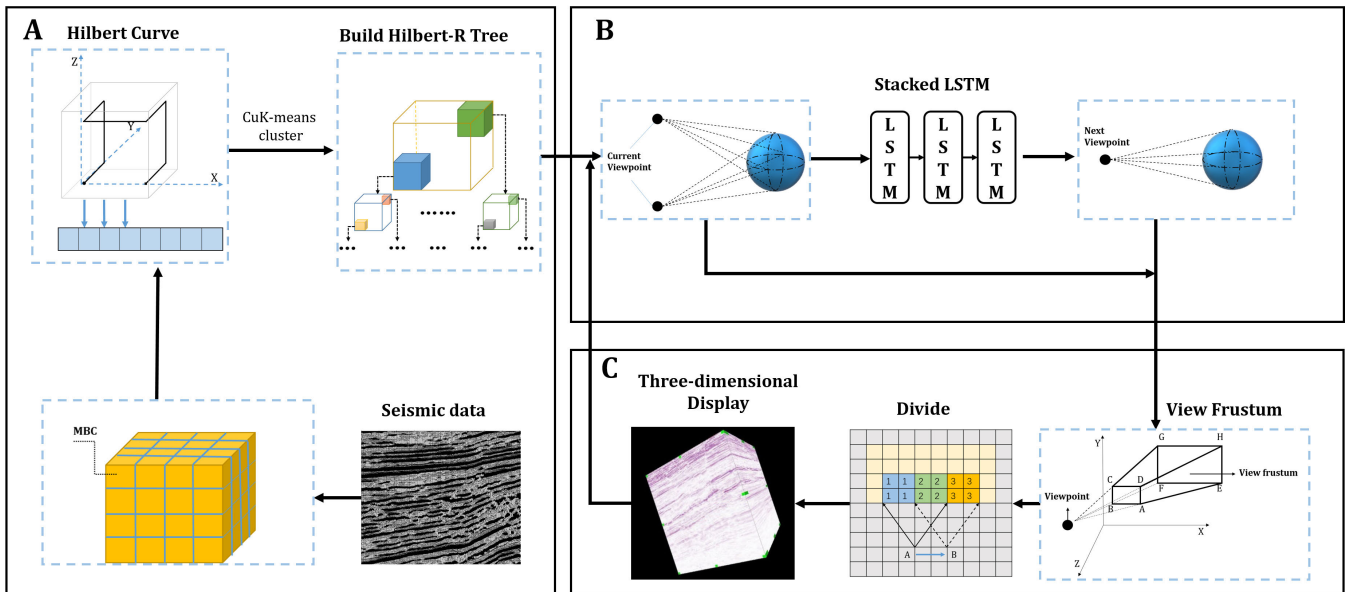 A
Hilbert Curve
Z
Y
X
CuK-means
cluster
Build Hilbert-R Tree
MBC
Seismic data
B
Current
Viewpoint
Stacked LSTM
L L L
S S S
T T T
M M M
Next
Viewpoint
C
Three-dimensional
Display
Divide
1 1 2 2 3 3
1 1 2 2 3 3
A B
View Frustum
Y
G H
View frustum
C D
F E
Viewpoint
B A
X
Z